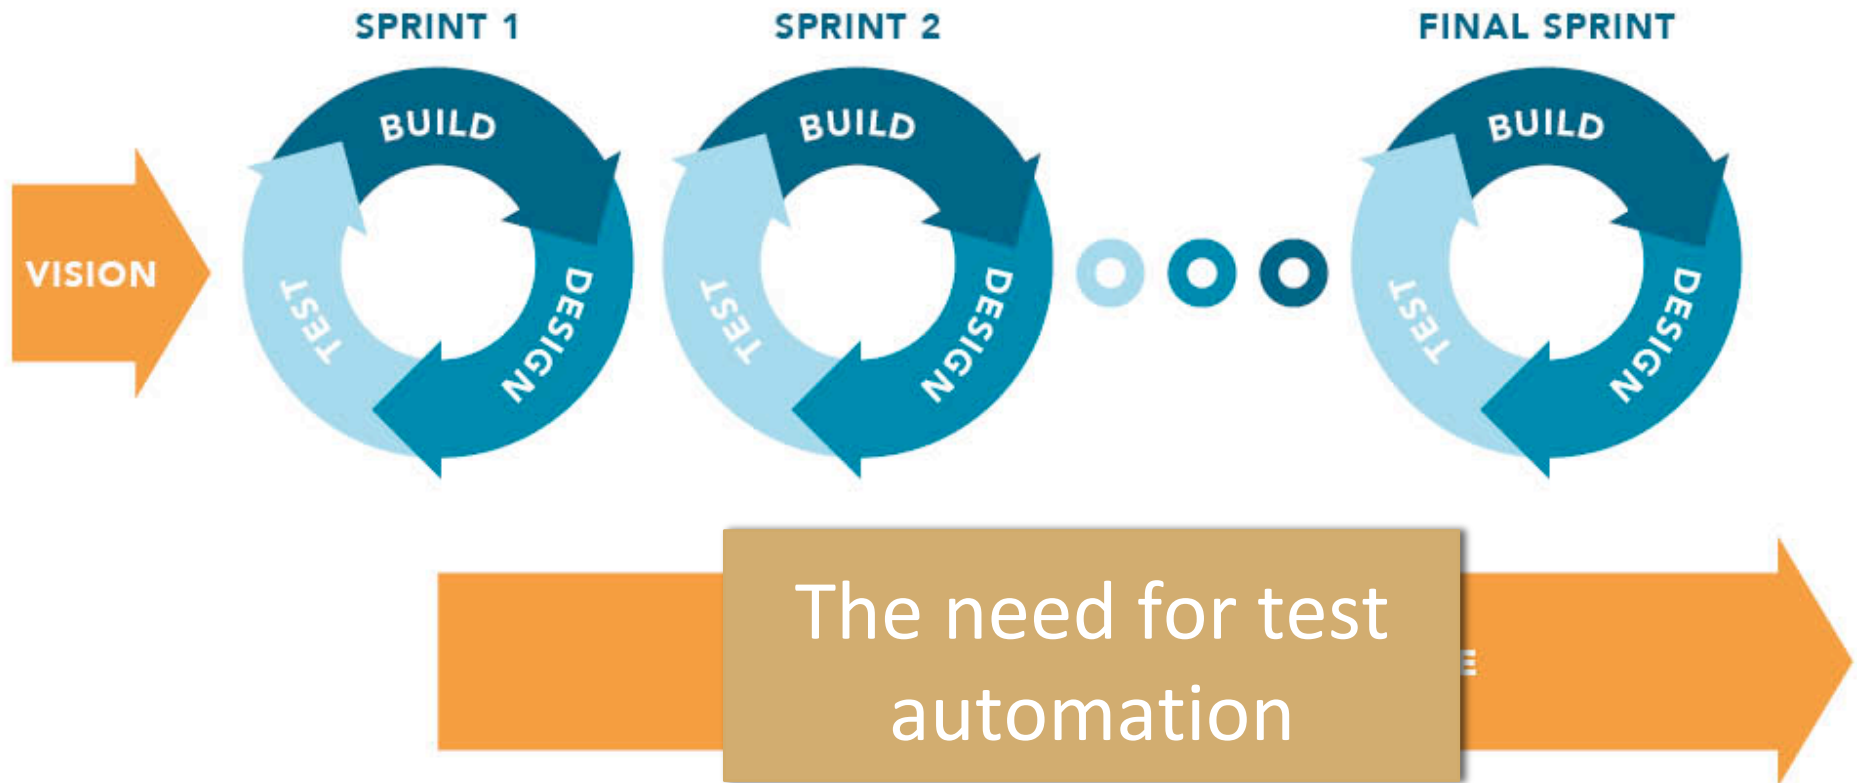 SPRINT 1
SPRINT 2
FINAL SPRINT
BUILD
BUILD
BUILD
VISION
TEST
DESIGN
TEST
DESIGN
TEST
DESIGN
The need for test
automation